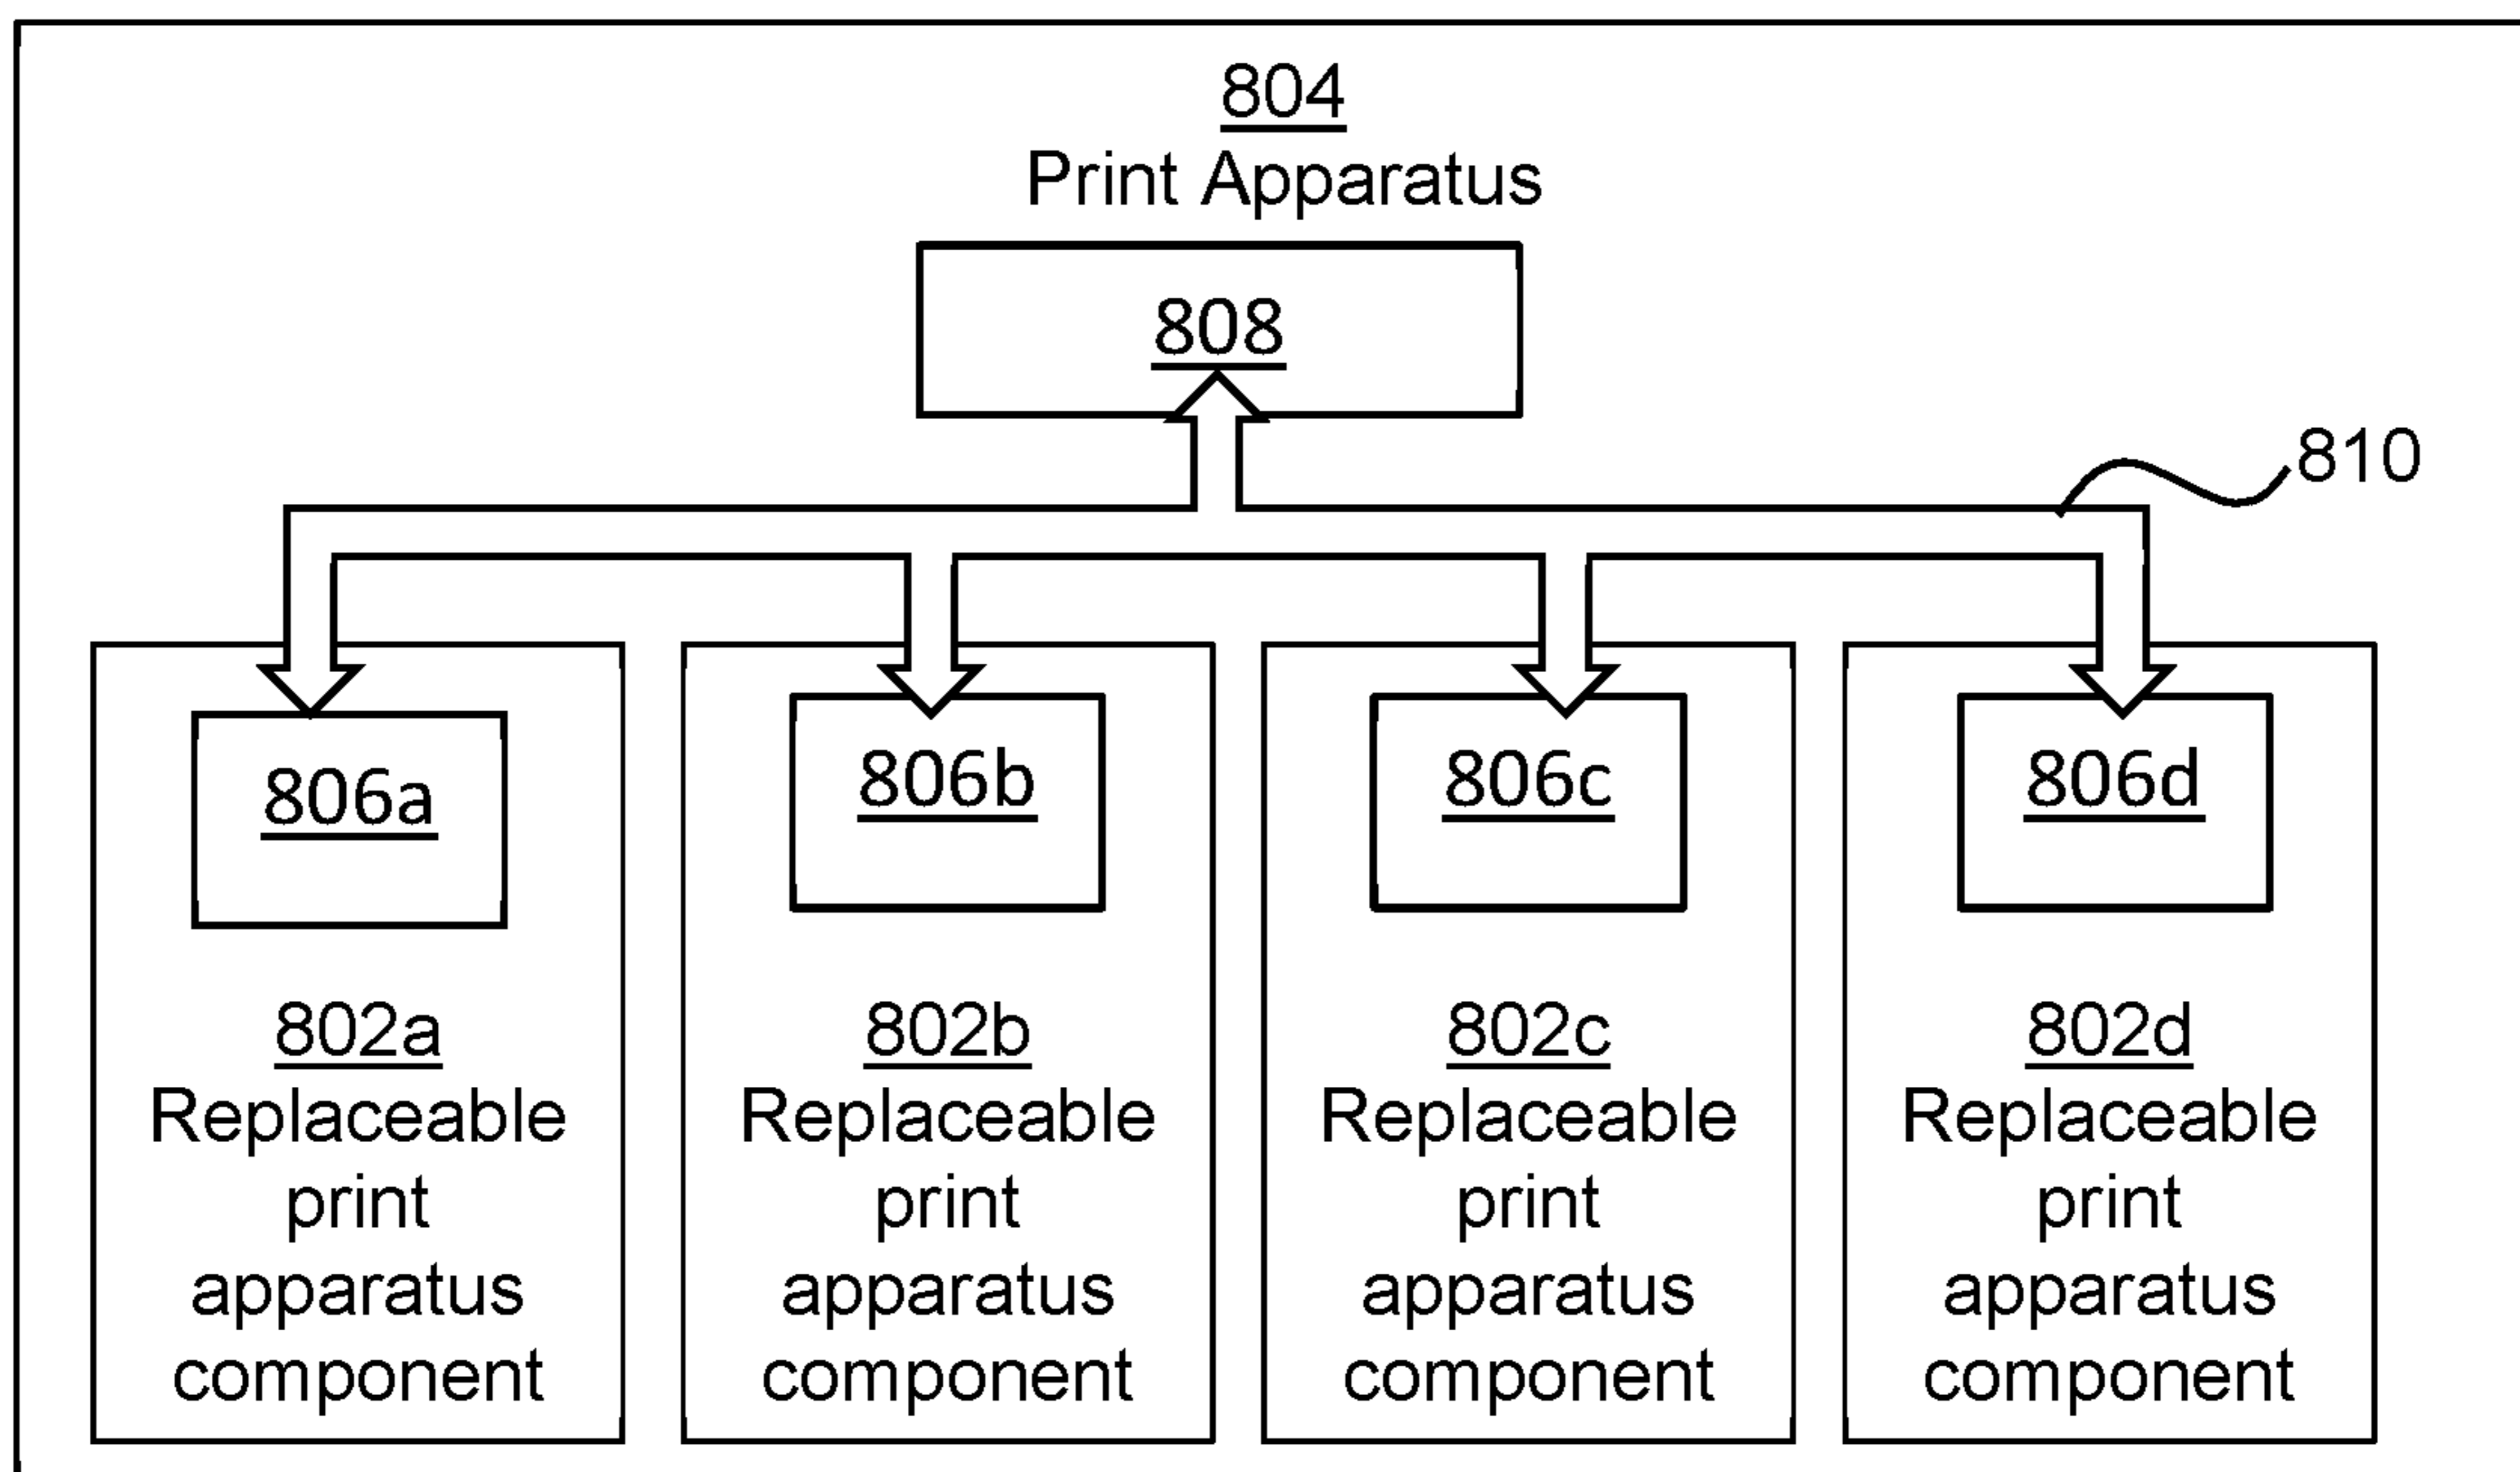 804
Print Apparatus
808
810
806a
806b
806c
806d
802a
Replaceable
print
apparatus
component
802b
Replaceable
print
apparatus
component
802c
Replaceable
print
apparatus
component
802d
Replaceable
print
apparatus
component